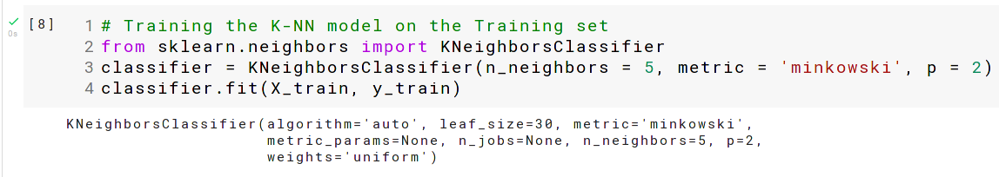 [8] 1 # Training the K-NN model on the Training set
0s 2 from sklearn.neighbors import KNeighborsClassifier
3 classifier = KNeighborsClassifier(n_neighbors = 5, metric = 'minkowski', p = 2)
4 classifier.fit(X_train, y_train)
KNeighborsClassifier(algorithm='auto', leaf_size=30, metric='minkowski',
metric_params=None, n_jobs=None, n_neighbors=5, p=2,
weights='uniform')